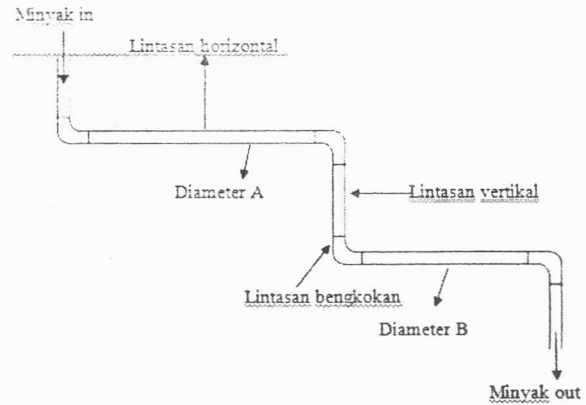 Minyak in
Lintasan horizontal
Diameter A
Lintasan vertikal
Lintasan bengkokan
Diameter B
Minyak out